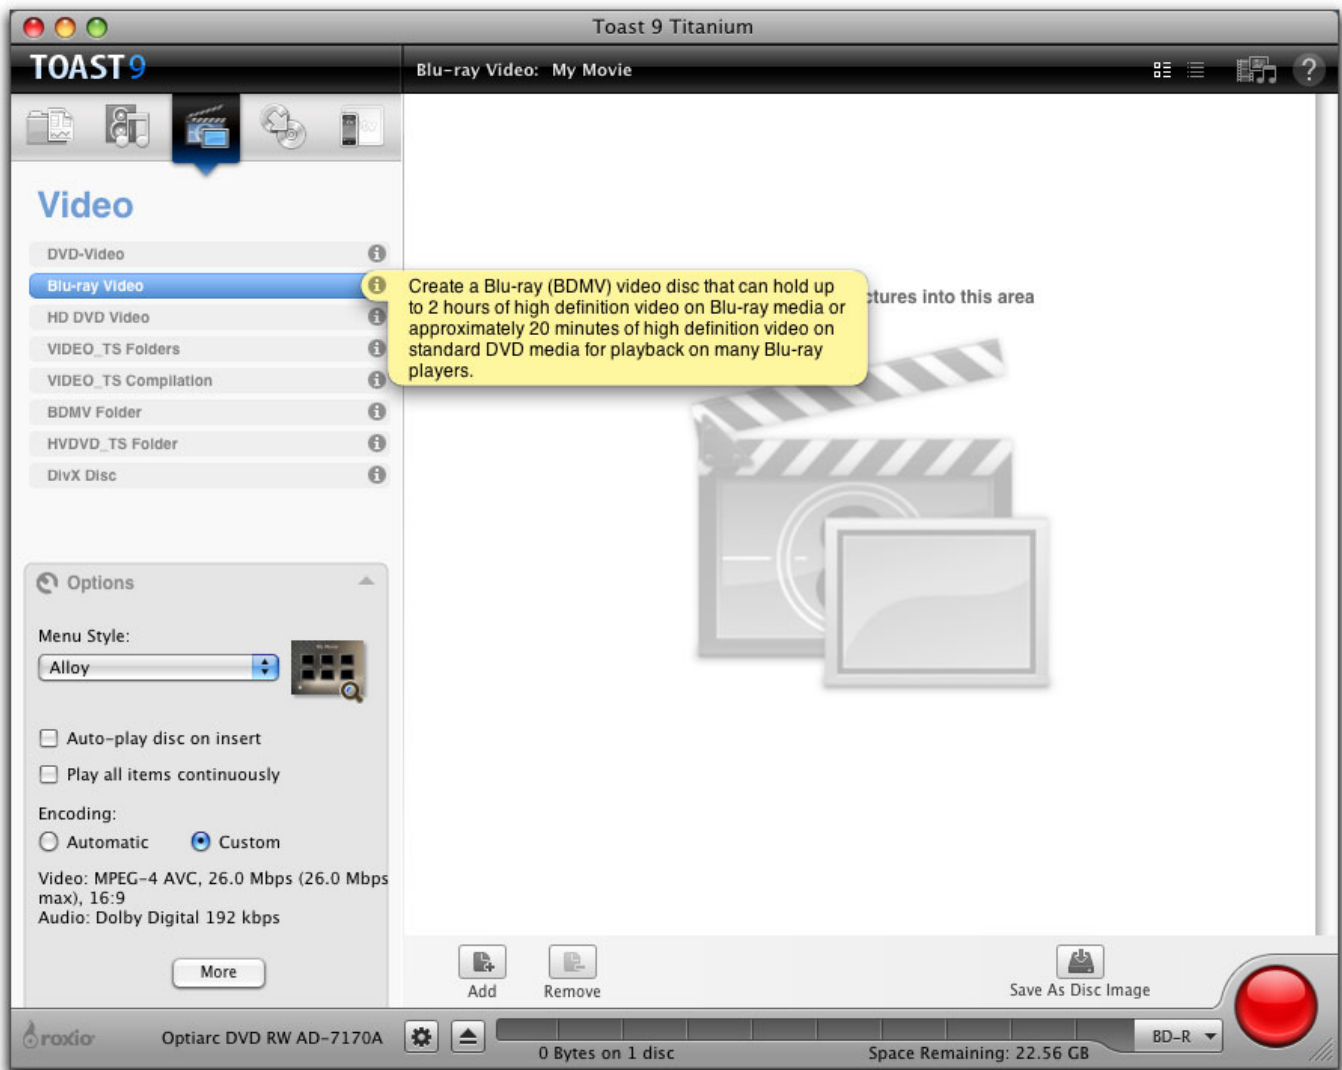 Toast 9 Titanium
TOAST 9
Blu-ray Video: My Movie
?
Video
DVD-Video
Blu-ray Video
HD DVD Video
VIDEO_TS Folders
VIDEO_TS Compilation
BDMV Folder
HVDVD_TS Folder
DivX Disc
Create a Blu-ray (BDMV) video disc that can hold up
to 2 hours of high definition video on Blu-ray media or
approximately 20 minutes of high definition video on
standard DVD media for playback on many Blu-ray
players.
ctures into this area
Options
Menu Style:
Alloy
My Movie
Auto-play disc on insert
Play all items continuously
Encoding:
Automatic
Custom
Video: MPEG-4 AVC, 26.0 Mbps (26.0 Mbps
max), 16:9
Audio: Dolby Digital 192 kbps
More
Add
Remove
Save As Disc Image
roxio
Optiarc DVD RW AD-7170A
0 Bytes on 1 disc
Space Remaining: 22.56 GB
BD-R